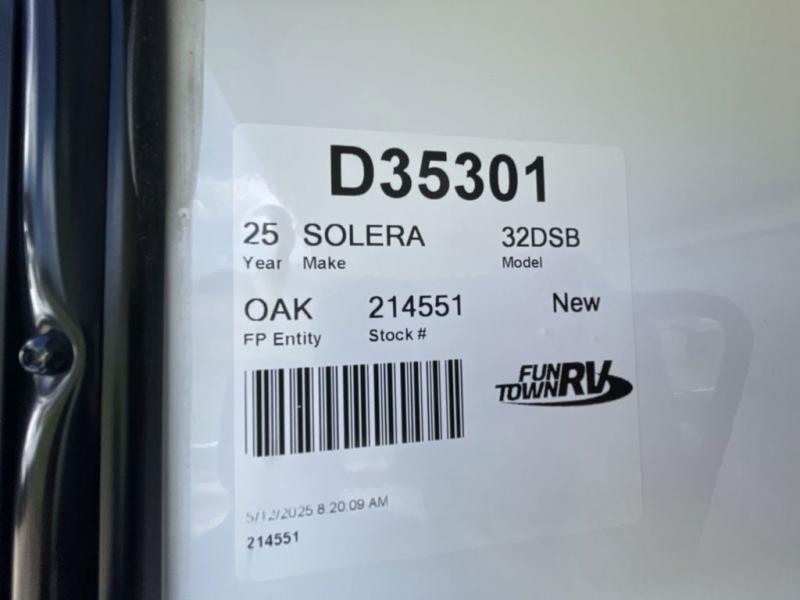 D35301
25 SOLERA 32DSB
Year Make Model
OAK 214551 New
FP Entity Stock #
FUN TOWN RV
5/12/2025 8:20:09 AM
214551